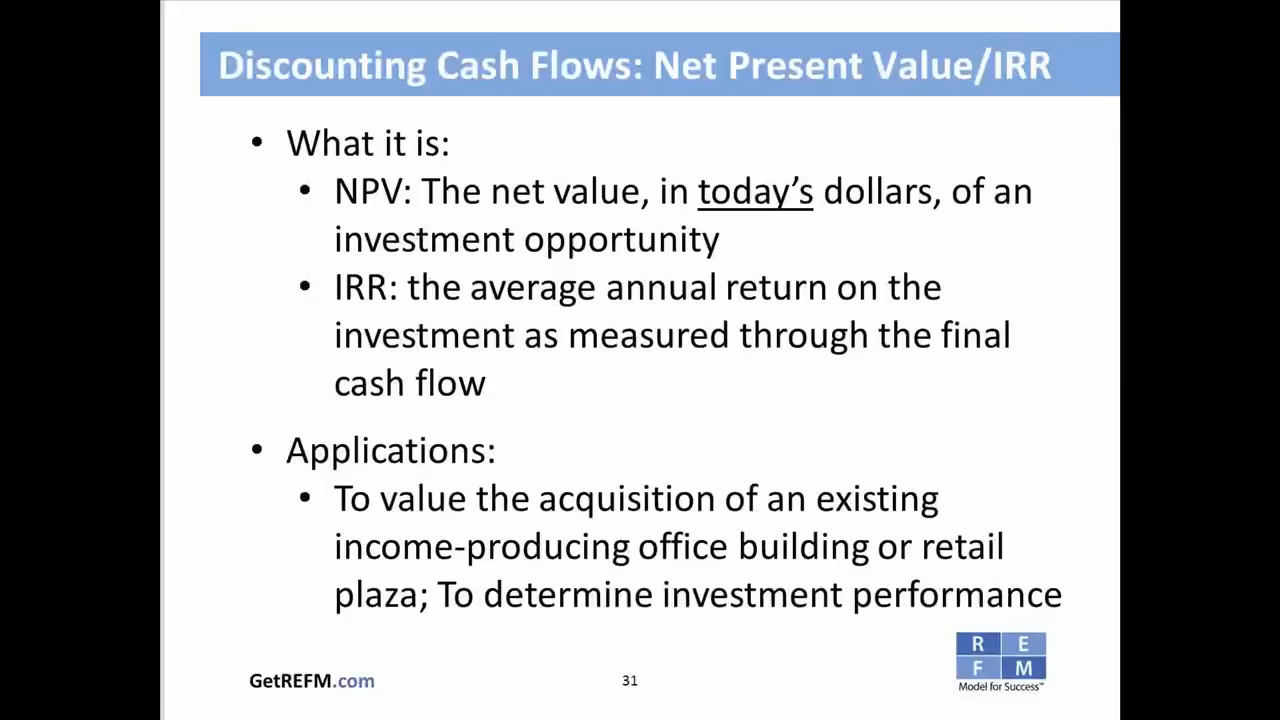 Discounting Cash Flows: Net Present Value/IRR
• What it is:
• NPV: The net value, in today's dollars, of an
investment opportunity
• IRR: the average annual return on the
investment as measured through the final
cash flow
• Applications:
• To value the acquisition of an existing
income-producing office building or retail
plaza; To determine investment performance
GetREFM.com
31
R E
F M
Model for Success™